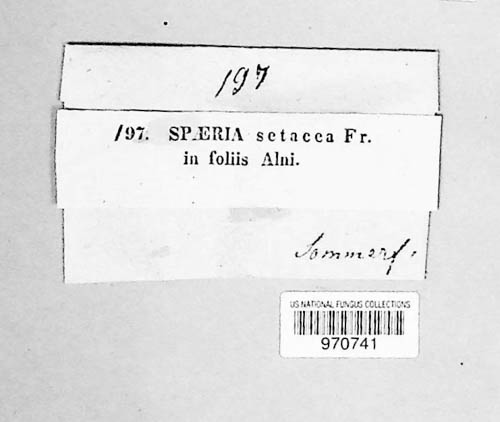 197
197. SPÆRIA setacea Fr.
in foliis Alni.
Sommerf.
US NATIONAL FUNGUS COLLECTIONS
970741